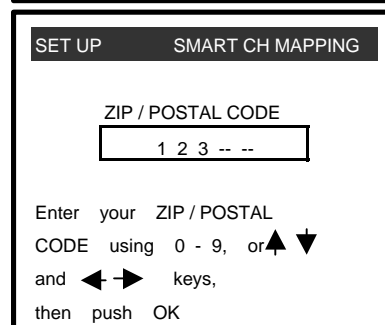 SET UP SMART CH MAPPING
ZIP / POSTAL CODE
1 2 3 -- --
Enter your ZIP / POSTAL
CODE using 0 - 9, or ▲ ▼
and ◀ ▶ keys,
then push OK